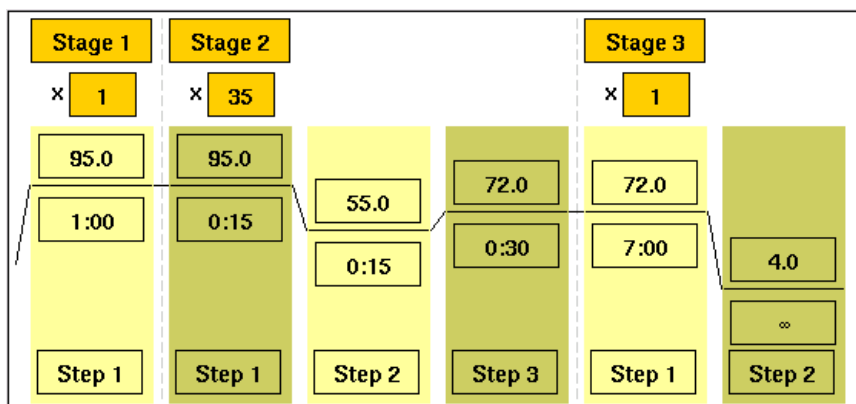 Stage 1 Stage 2 Stage 3
x 1 x 35 x 1
95.0 95.0 55.0 72.0 72.0 4.0
1:00 0:15 0:15 0:30 7:00 ∞
Step 1 Step 1 Step 2 Step 3 Step 1 Step 2